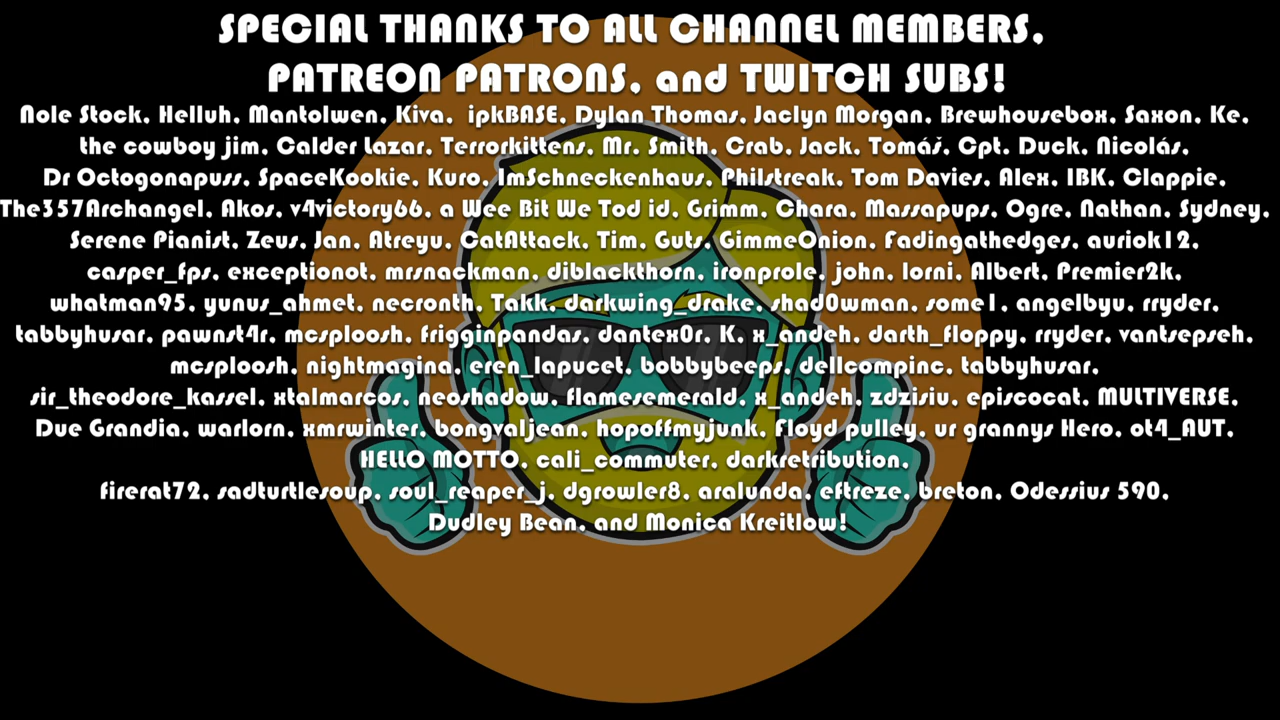 SPECIAL THANKS TO ALL CHANNEL MEMBERS,
PATREON PATRONS, and TWITCH SUBS!
Nole Stock, Helluh, Mantolwen, Kiva, ipkBASE, Dylan Thomas, Jaclyn Morgan, Brewhousebox, Saxon, Ke,
the cowboy jim, Calder Lazar, Terrorkittens, Mr. Smith, Crab, Jack, Tomáš, Cpt. Duck, Nicolás,
Dr Octogonapuss, SpaceKookie, Kuro, ImSchneckenhaus, Philstreak, Tom Davies, Alex, IBK, Clappie,
The357Archangel, Akos, v4victory66, a Wee Bit We Tod id, Grimm, Chara, Massapups, Ogre, Nathan, Sydney,
Serene Pianist, Zeus, Jan, Atreyu, CatAttack, Tim, Guts, GimmeOnion, Fadingathedges, auriok12,
casper_fps, exceptionot, mrsnackman, diblackthorn, ironprole, john, lorni, Albert, Premier2k,
whatman95, yunus_ahmet, necronth, Takk, darkwing_drake, shad0wman, some1, angelbyu, rryder,
tabbyhusar, pawnst4r, mcsploosh, frigginpandas, dantex0r, K, x_andeh, darth_floppy, rryder, vantsepseh,
mcsploosh, nightmagina, eren_lapucet, bobbybeeps, dellcompinc, tabbyhusar,
sir_theodore_kassel, xtalmarcos, neoshadow, flamesemerald, x_andeh, zdzisiu, episcocat, MULTIVERSE,
Due Grandia, warlorn, xmrwinter, bongvaljean, hopoffmyjunk, Floyd pulley, ur grannys Hero, ot4_AUT,
HELLO MOTTO, cali_commuter, darkretribution,
firerat72, sadturtlesoup, soul_reaper_j, dgrowler8, aralunda, eftreze, breton, Odessius 590,
Dudley Bean, and Monica Kreitlow!